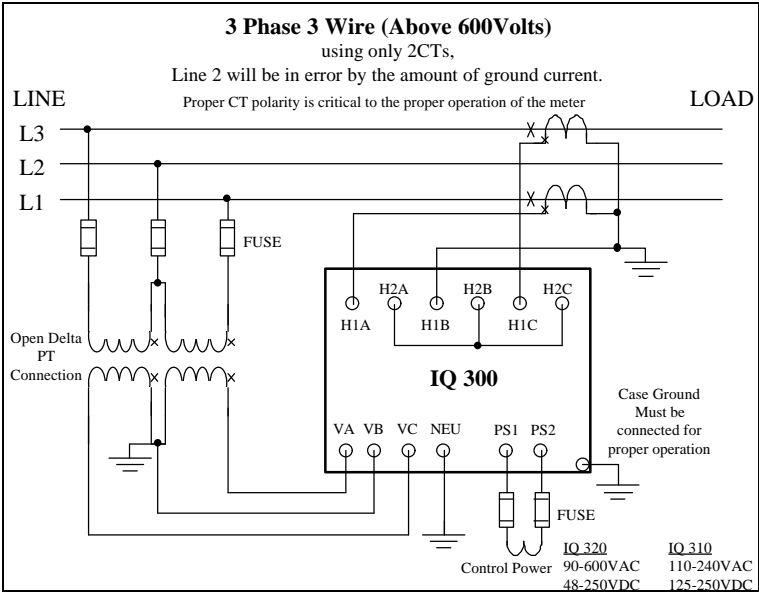 3 Phase 3 Wire (Above 600Volts)
using only 2CTs,
Line 2 will be in error by the amount of ground current.
Proper CT polarity is critical to the proper operation of the meter
LINE
LOAD
L3
L2
L1
FUSE
H2A
H2B
H2C
H1A
H1B
H1C
Open Delta
PT
Connection
IQ 300
Case Ground
Must be
connected for
proper operation
VA
VB
VC
NEU
PS1
PS2
FUSE
Control Power
IQ 320
90-600VAC
48-250VDC
IQ 310
110-240VAC
125-250VDC